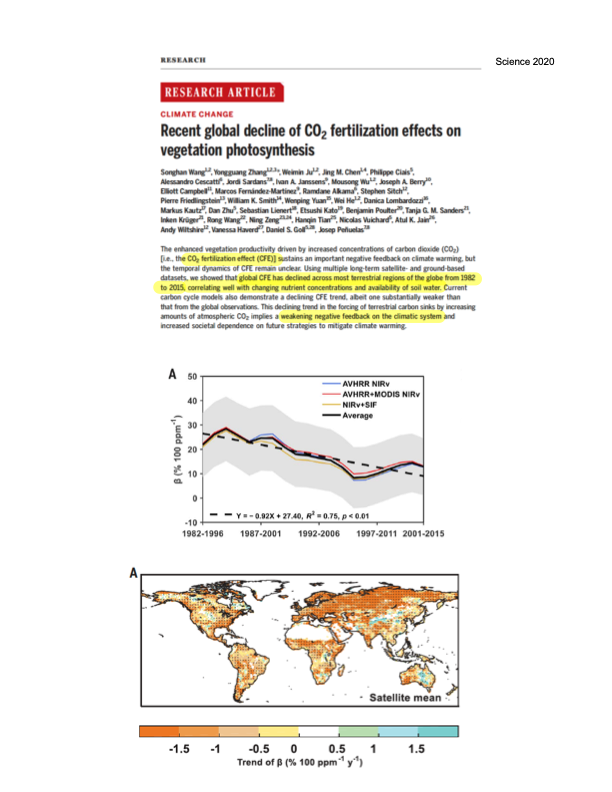 RESEARCH
Science 2020
RESEARCH ARTICLE
CLIMATE CHANGE
Recent global decline of CO2 fertilization effects on
vegetation photosynthesis
Songhan Wang1,2, Yongguang Zhang1,2,3*, Weimin Ju1,2, Jing M. Chen1,4, Philippe Ciais5,
Alessandro Cescatti6, Jordi Sardans7,8, Ivan A. Janssens9, Mousong Wu1,2, Joseph A. Berry10,
Elliott Campbell11, Marcos Fernández-Martínez9, Ramdane Alkama6, Stephen Sitch12,
Pierre Friedlingstein13, William K. Smith14, Wenping Yuan15, Wei He1,2, Danica Lombardozzi16,
Markus Kautz17, Dan Zhu5, Sebastian Lienert18, Etsushi Kato19, Benjamin Poulter20, Tanja G. M. Sanders21,
Inken Krüger21, Rong Wang22, Ning Zeng23,24, Hanqin Tian25, Nicolas Vuichard5, Atul K. Jain26,
Andy Wiltshire12, Vanessa Haverd27, Daniel S. Goll5,28, Josep Peñuelas7,8
The enhanced vegetation productivity driven by increased concentrations of carbon dioxide (CO2)
[i.e., the CO2 fertilization effect (CFE)] sustains an important negative feedback on climate warming, but
the temporal dynamics of CFE remain unclear. Using multiple long-term satellite- and ground-based
datasets, we showed that global CFE has declined across most terrestrial regions of the globe from 1982
to 2015, correlating well with changing nutrient concentrations and availability of soil water. Current
carbon cycle models also demonstrate a declining CFE trend, albeit one substantially weaker than
that from the global observations. This declining trend in the forcing of terrestrial carbon sinks by increasing
amounts of atmospheric CO2 implies a weakening negative feedback on the climatic system and
increased societal dependence on future strategies to mitigate climate warming.
A
50
40
30
20
10
0
-10
β (% 100 ppm-1)
AVHRR NIRv
AVHRR+MODIS NIRv
NIRv+SIF
Average
Y = − 0.92X + 27.40, R2 = 0.75, p < 0.01
1982-1996 1987-2001 1992-2006 1997-2011 2001-2015
A
Satellite mean
-1.5 -1 -0.5 0 0.5 1 1.5
Trend of β (% 100 ppm-1 y-1)